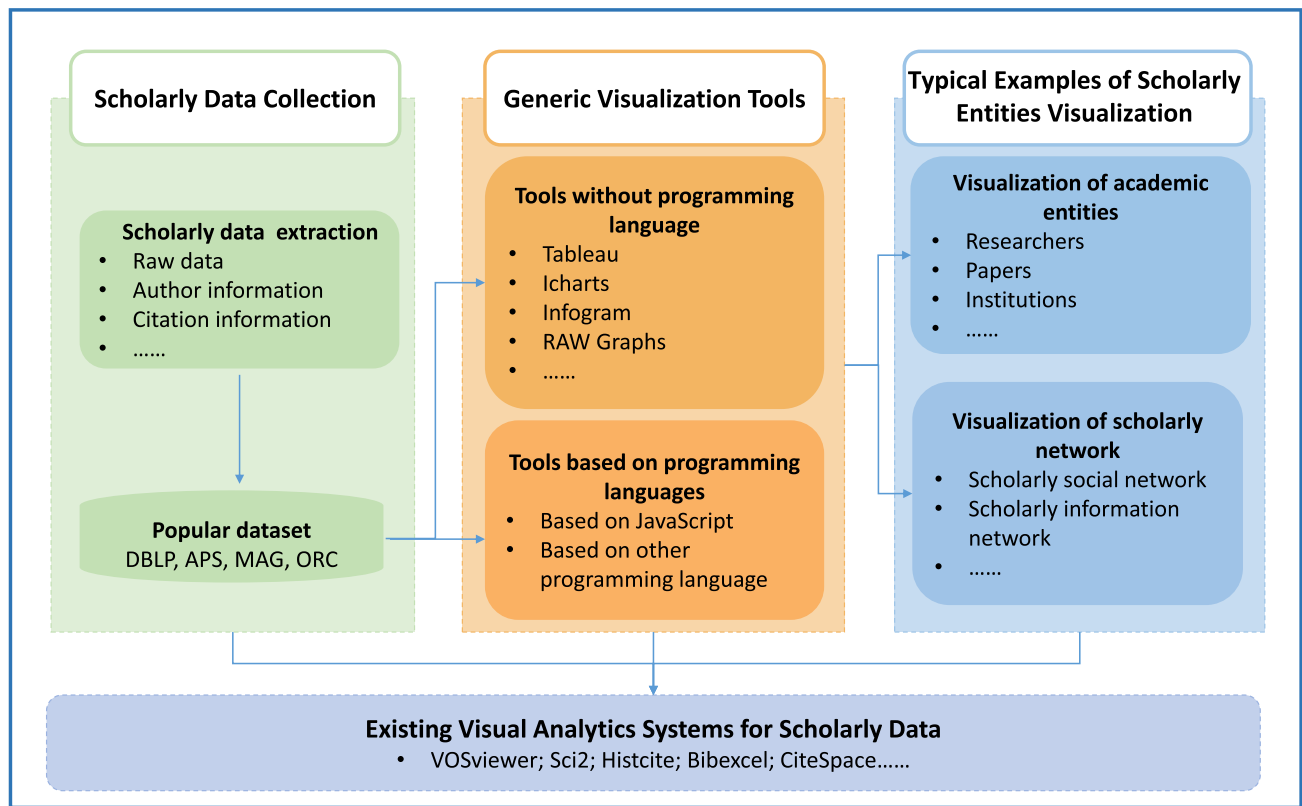 Scholarly Data Collection
Scholarly data extraction
• Raw data
• Author information
• Citation information
• ……
Popular dataset
DBLP, APS, MAG, ORC
Generic Visualization Tools
Tools without programming
language
• Tableau
• Icharts
• Infogram
• RAW Graphs
• ……
Tools based on programming
languages
• Based on JavaScript
• Based on other
programming language
Typical Examples of Scholarly
Entities Visualization
Visualization of academic
entities
• Researchers
• Papers
• Institutions
• ……
Visualization of scholarly
network
• Scholarly social network
• Scholarly information
network
• ……
Existing Visual Analytics Systems for Scholarly Data
• VOSviewer; Sci2; Histcite; Bibexcel; CiteSpace……